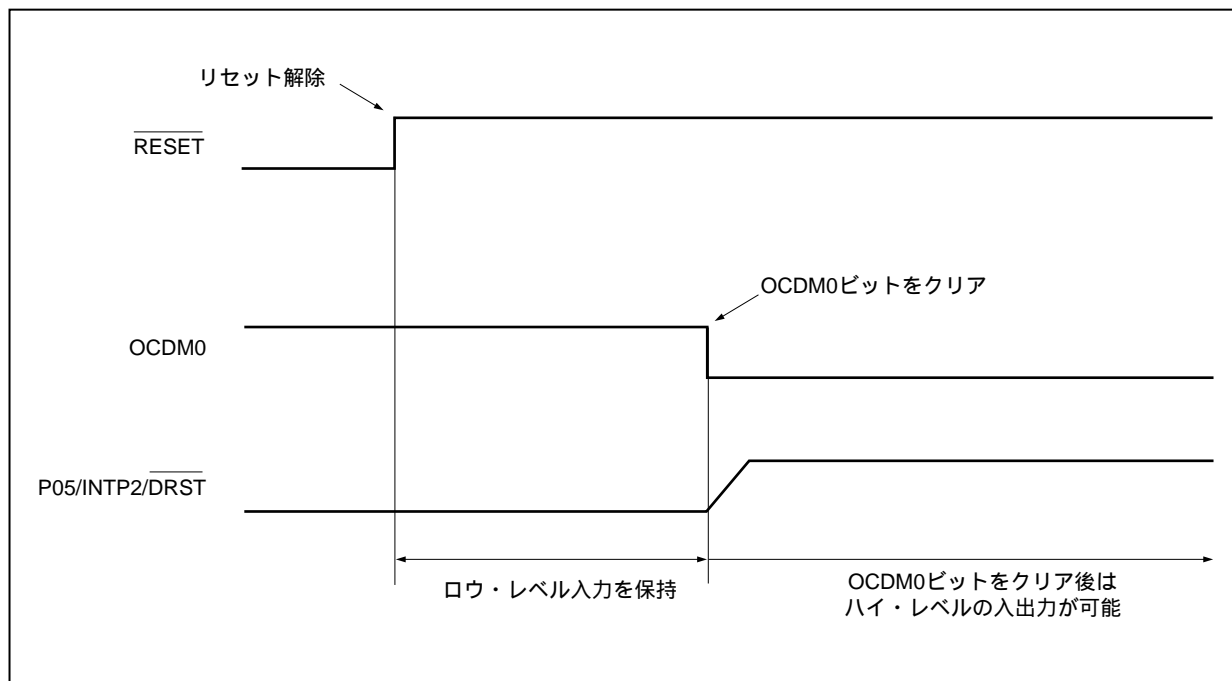 リセット解除
RESET
OCDM0ビットをクリア
OCDM0
P05/INTP2/DRST
ロウ・レベル入力を保持
OCDM0ビットをクリア後は
ハイ・レベルの入出力が可能